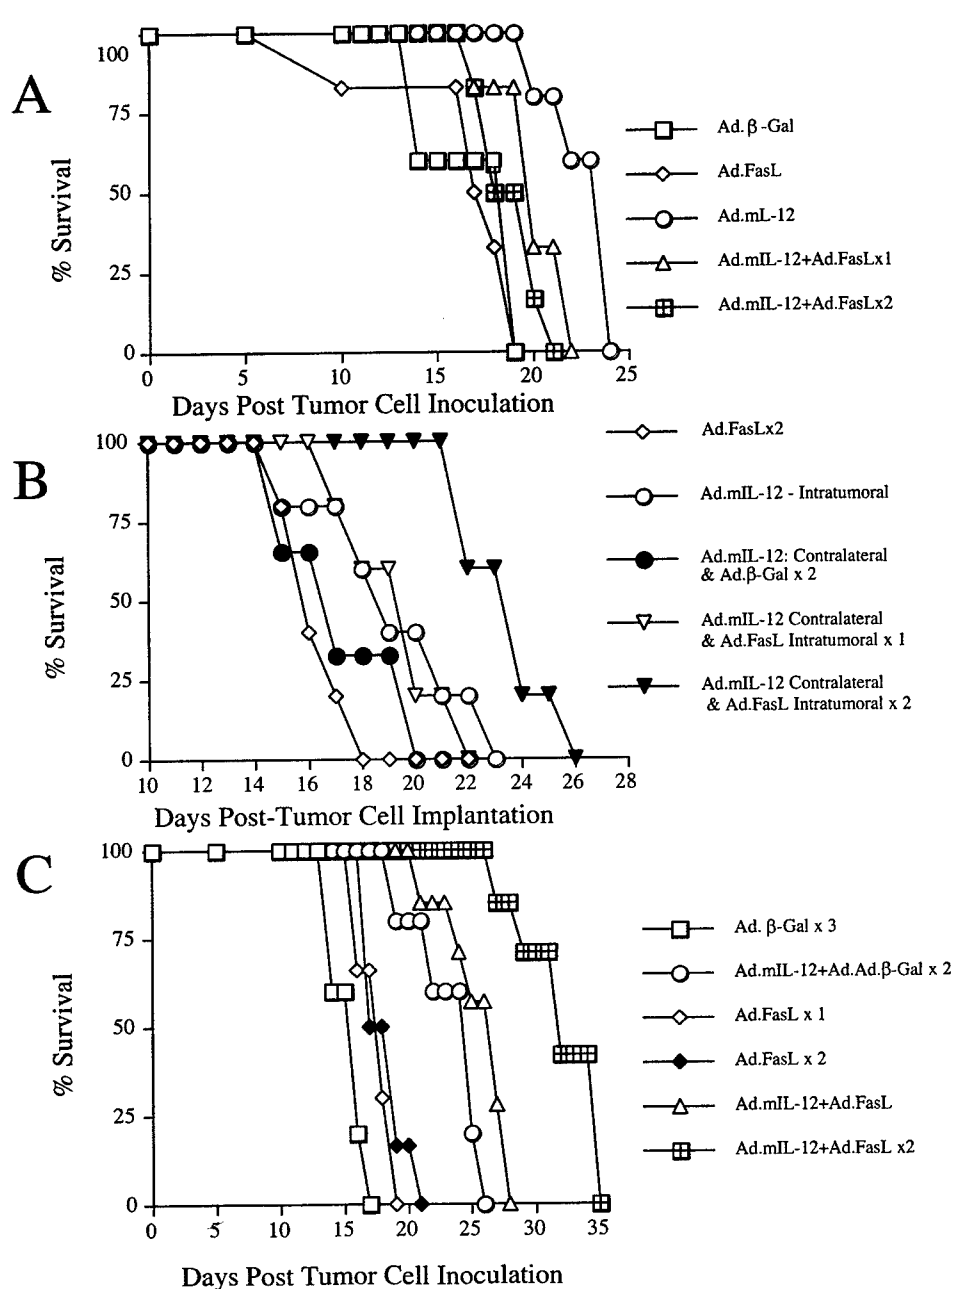 A
100
75
50
25
0
% Survival
0 5 10 15 20 25
Days Post Tumor Cell Inoculation
Ad.β-Gal
Ad.FasL
Ad.mL-12
Ad.mIL-12+Ad.FasLx1
Ad.mIL-12+Ad.FasLx2
B
100
75
50
25
0
% Survival
10 12 14 16 18 20 22 24 26 28
Days Post-Tumor Cell Implantation
Ad.FasLx2
Ad.mIL-12 - Intratumoral
Ad.mIL-12: Contralateral
& Ad.β-Gal x 2
Ad.mIL-12 Contralateral
& Ad.FasL Intratumoral x 1
Ad.mIL-12 Contralateral
& Ad.FasL Intratumoral x 2
C
100
75
50
25
0
% Survival
0 5 10 15 20 25 30 35
Days Post Tumor Cell Inoculation
Ad. β-Gal x 3
Ad.mIL-12+Ad.Ad.β-Gal x 2
Ad.FasL x 1
Ad.FasL x 2
Ad.mIL-12+Ad.FasL
Ad.mIL-12+Ad.FasL x2